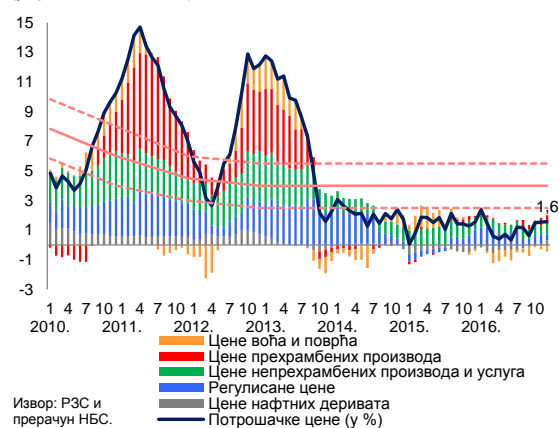 15
13
11
9
7
5
3
1
-1
-3
1,6
1 4 7 10 1 4 7 10 1 4 7 10 1 4 7 10 1 4 7 10 1 4 7 10 1 4 7 10
2010. 2011. 2012. 2013. 2014. 2015. 2016.
Цене воћа и поврћа
Цене прехрамбених производа
Цене непрехрамбених производа и услуга
Регулисане цене
Цене нафтних деривата
Потрошачке цене (у %)
Извор: РЗС и
прерачун НБС.